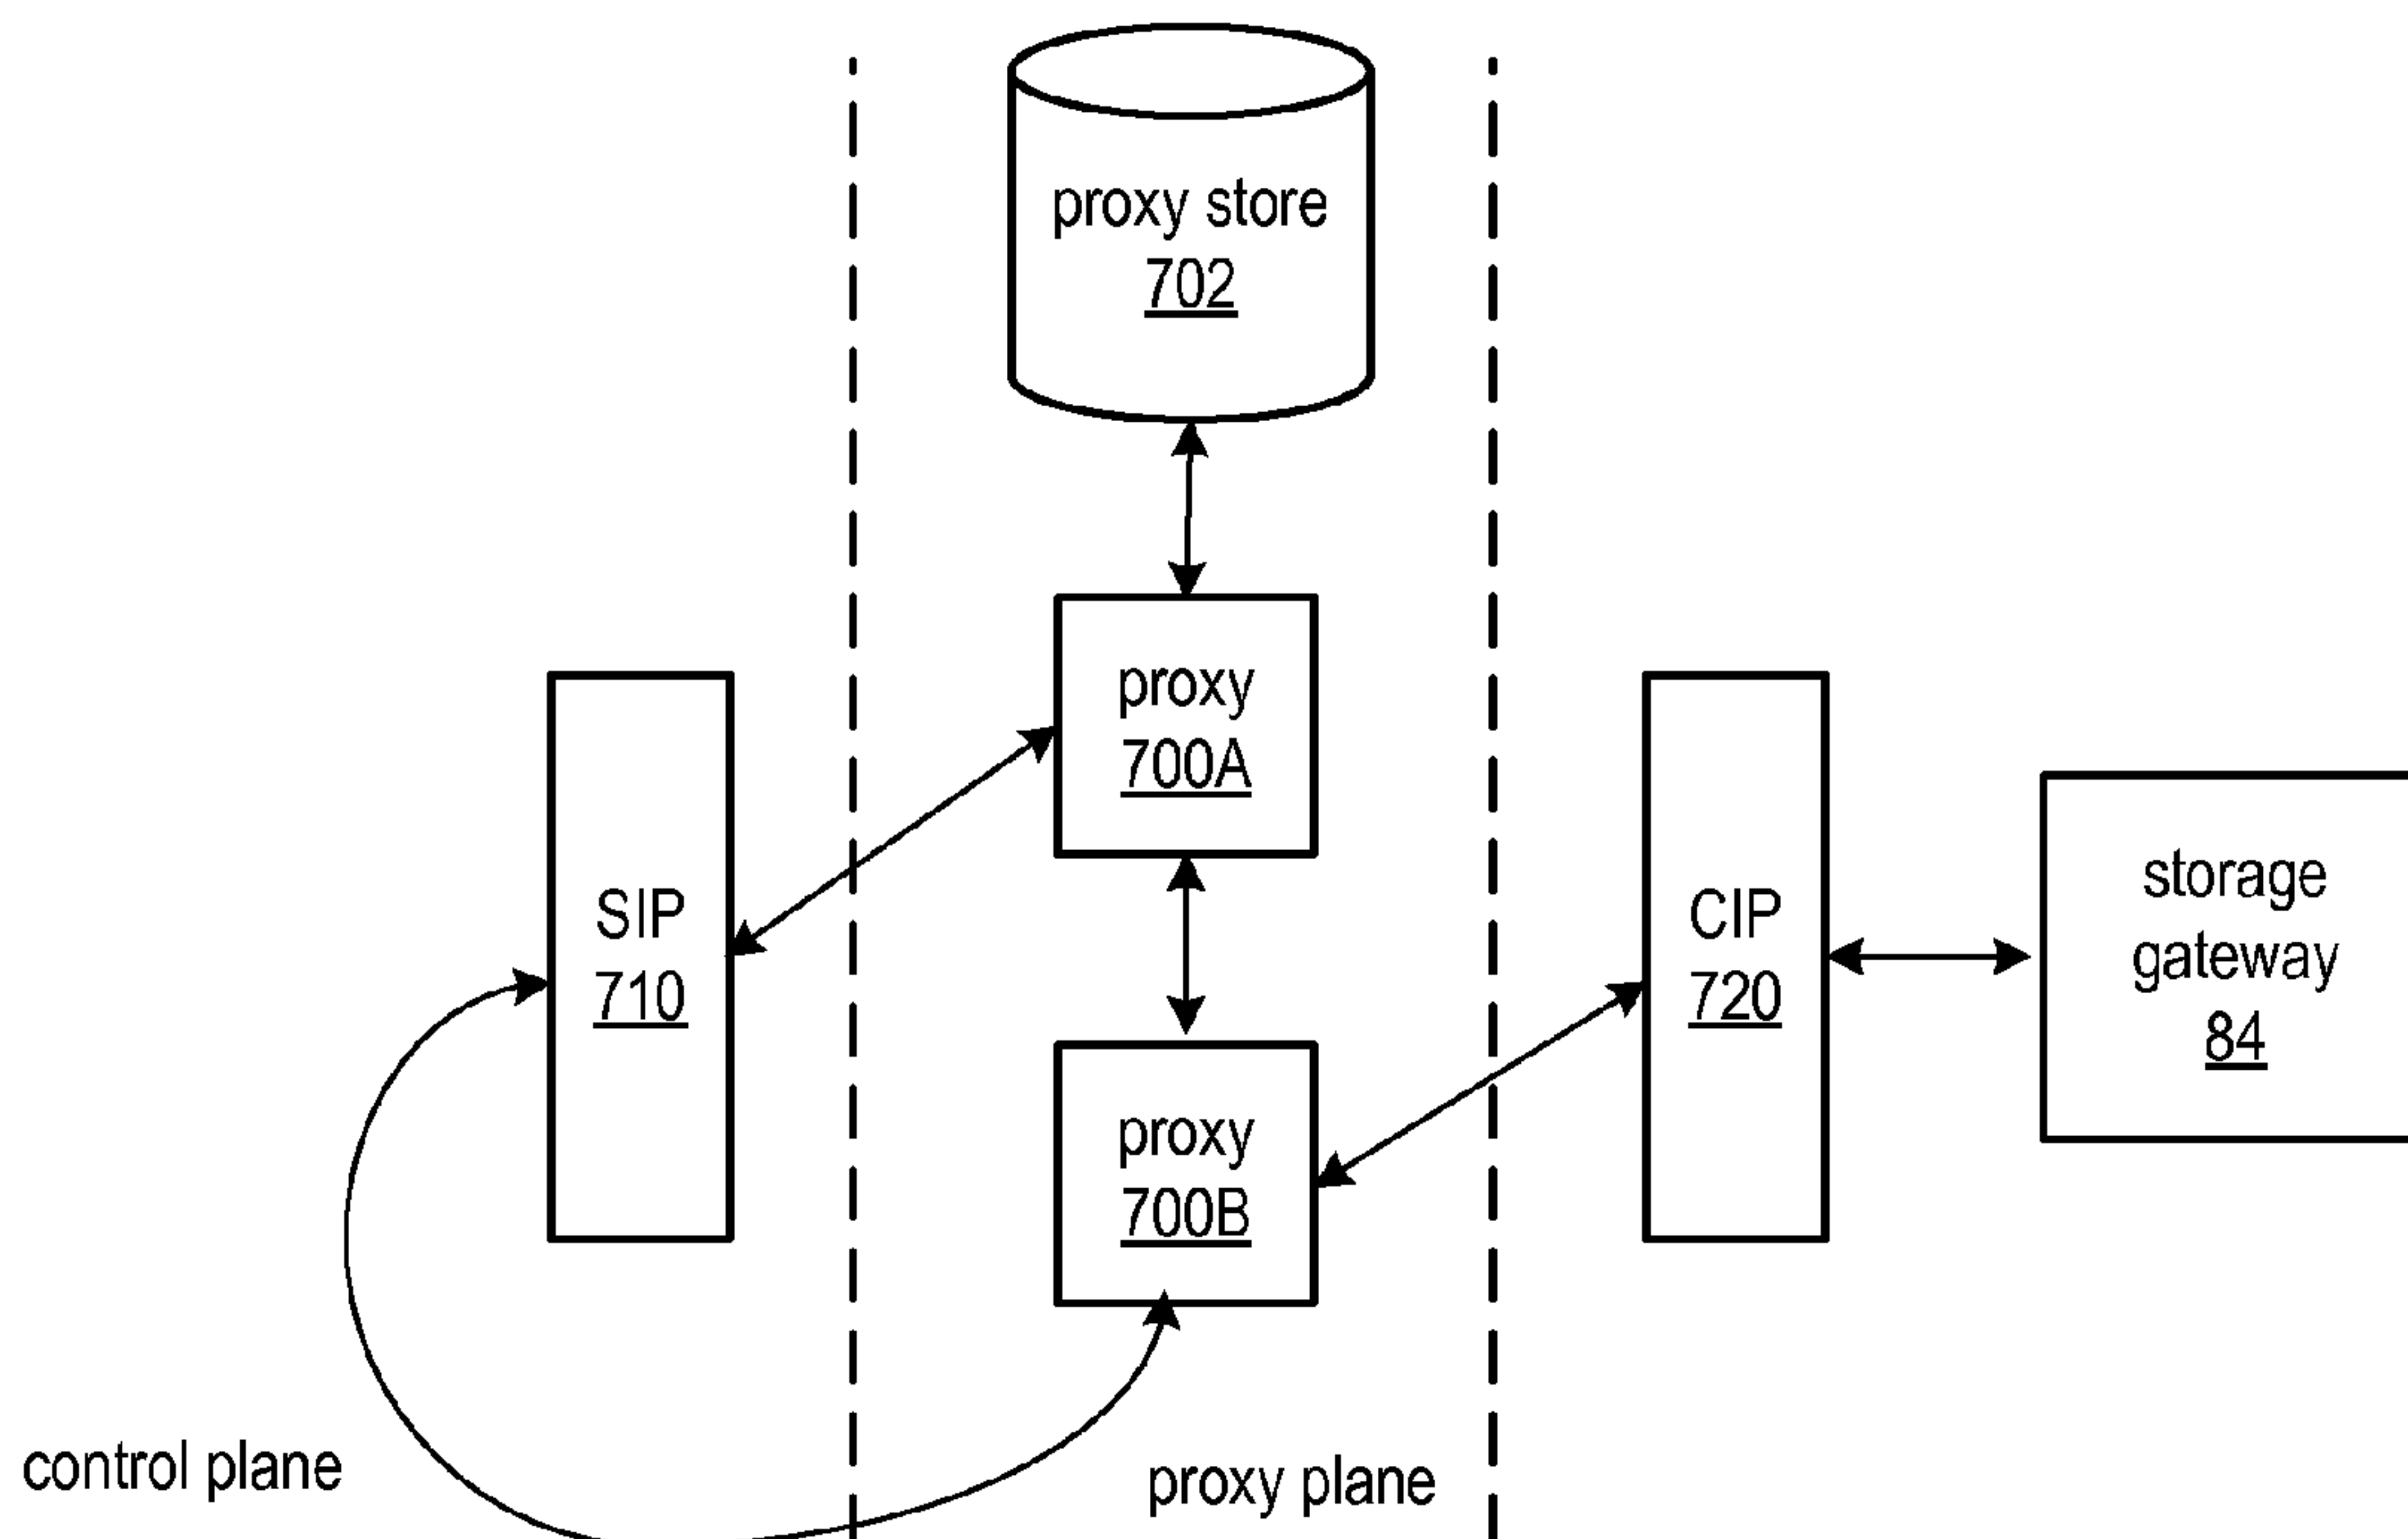 proxy store
702
proxy
700A
SIP
710
CIP
720
storage
gateway
84
proxy
700B
control plane
proxy plane